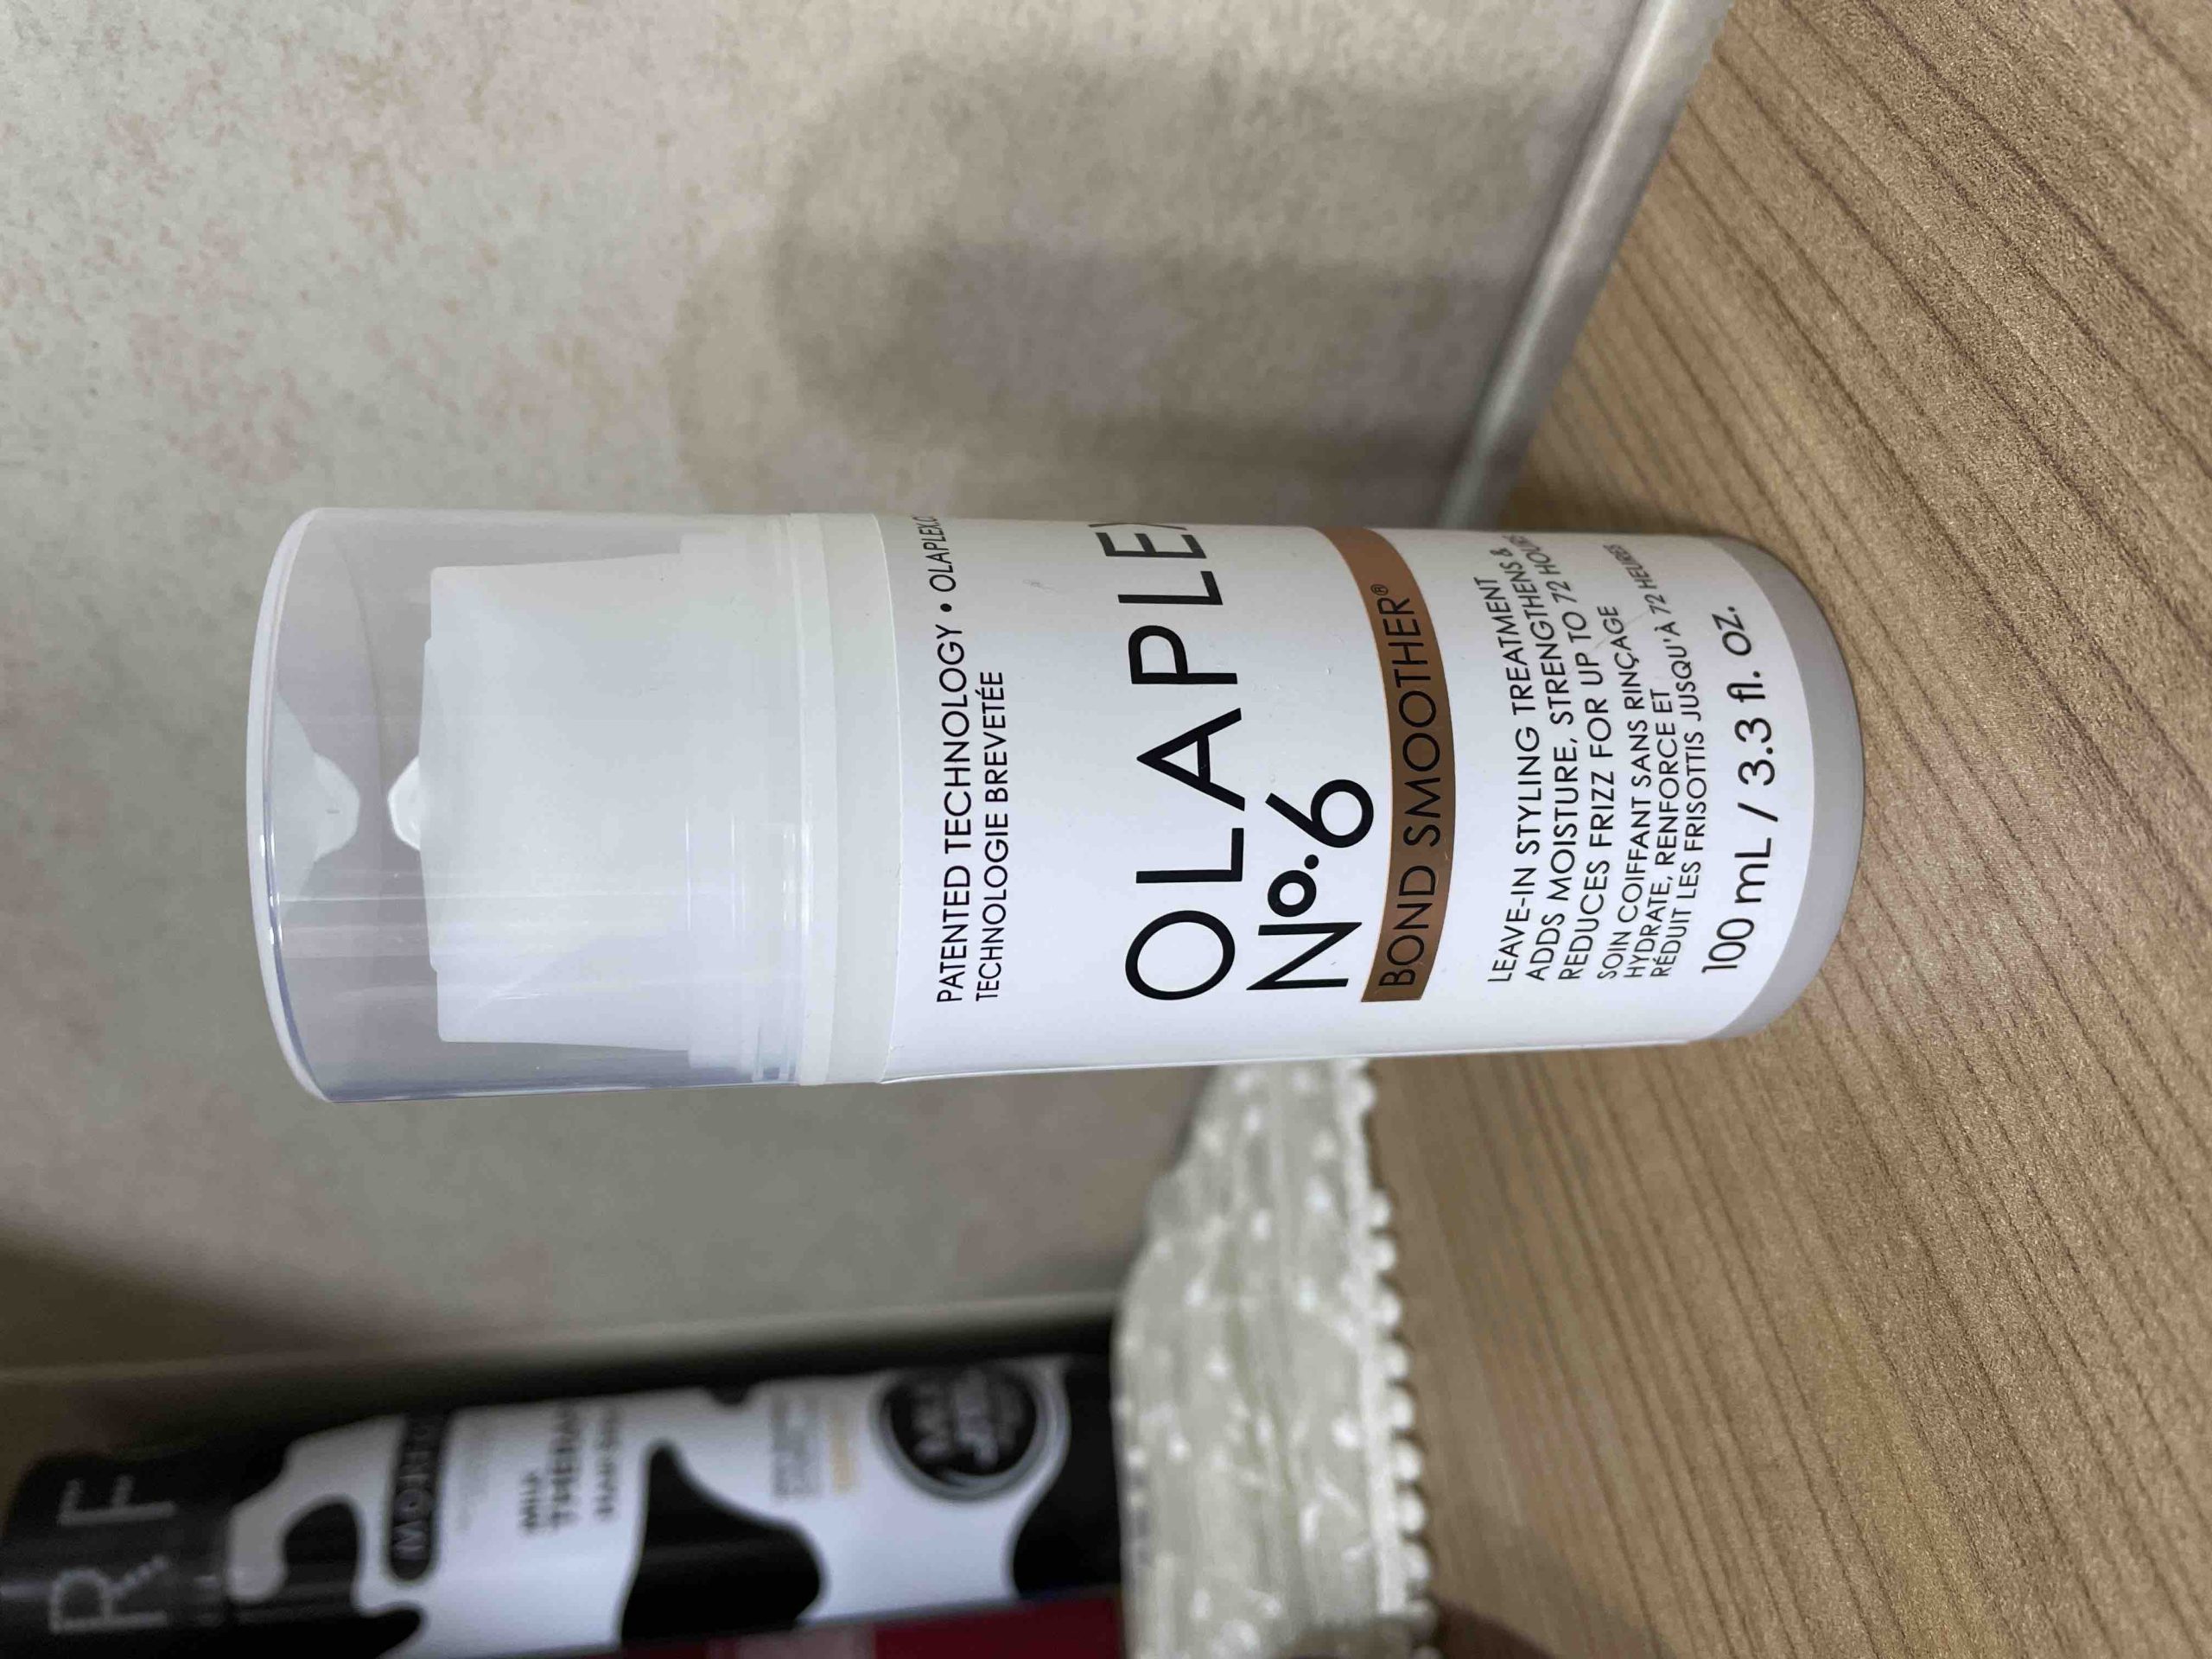 PATENTED TECHNOLOGY • OLAPLEX.C
TECHNOLOGIE BREVETÉE
OLAPLEX
Nº.6
BOND SMOOTHER®
LEAVE-IN STYLING TREATMENT
ADDS MOISTURE, STRENGTHENS &
REDUCES FRIZZ FOR UP TO 72 HOURS
SOIN COIFFANT SANS RINÇAGE
HYDRATE, RENFORCE ET
RÉDUIT LES FRISOTTIS JUSQU'À 72 HEURES
100 mL / 3.3 fl. oz.